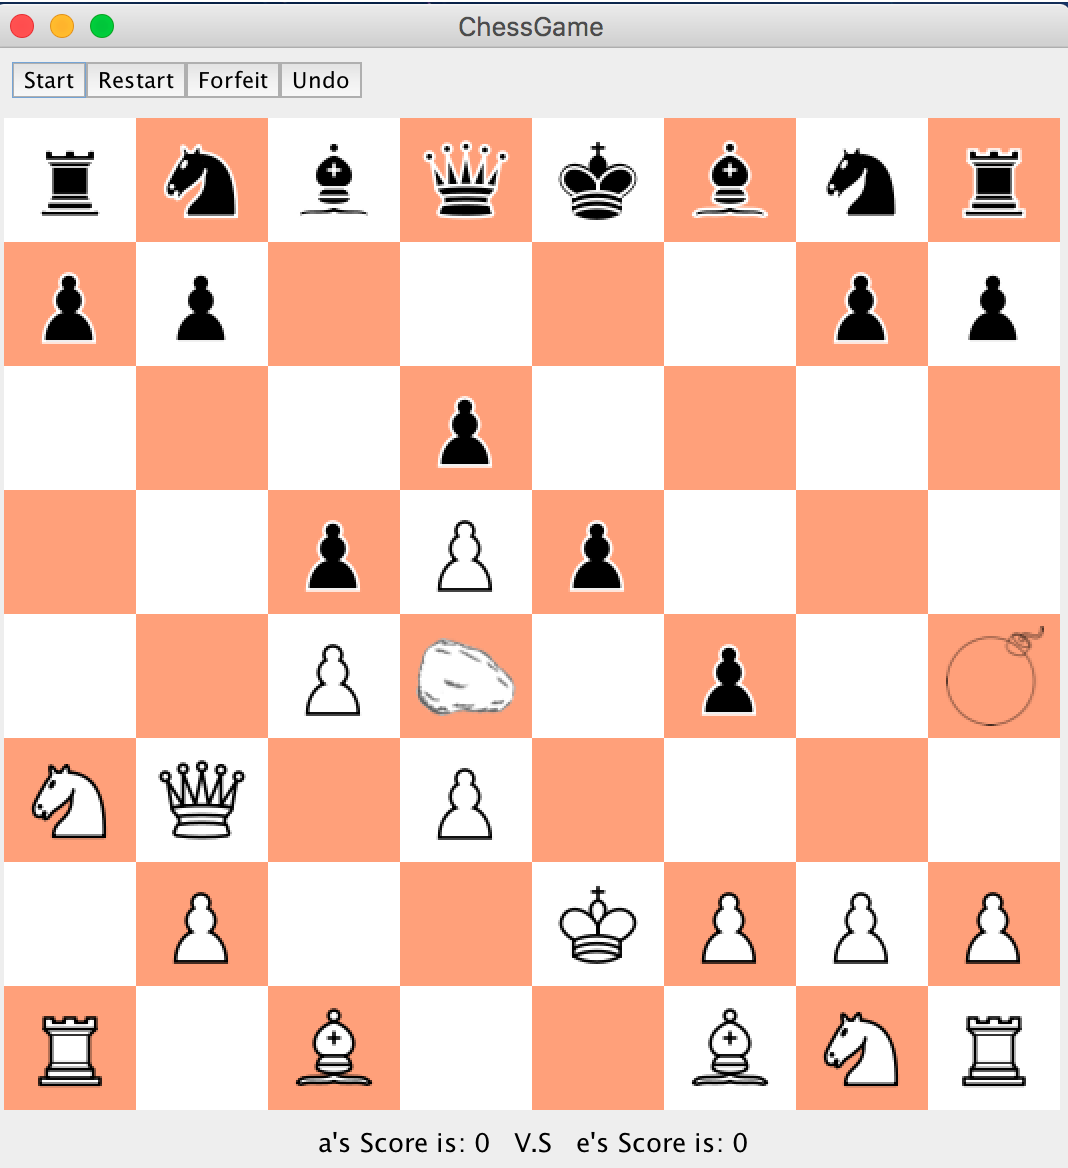 ChessGame
Start Restart Forfeit Undo
a's Score is: 0 V.S e's Score is: 0